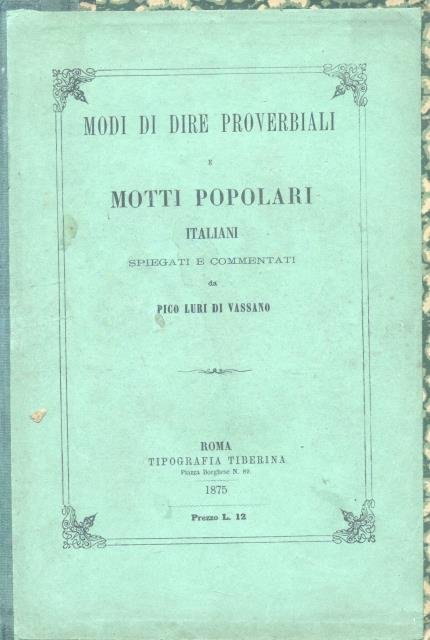 MODI DI DIRE PROVERBIALI
E
MOTTI POPOLARI
ITALIANI
SPIEGATI E COMMENTATI
da
PICO LURI DI VASSANO
ROMA
TIPOGRAFIA TIBERINA
Piazza Borghese N. 89.
1875
Prezzo L. 12